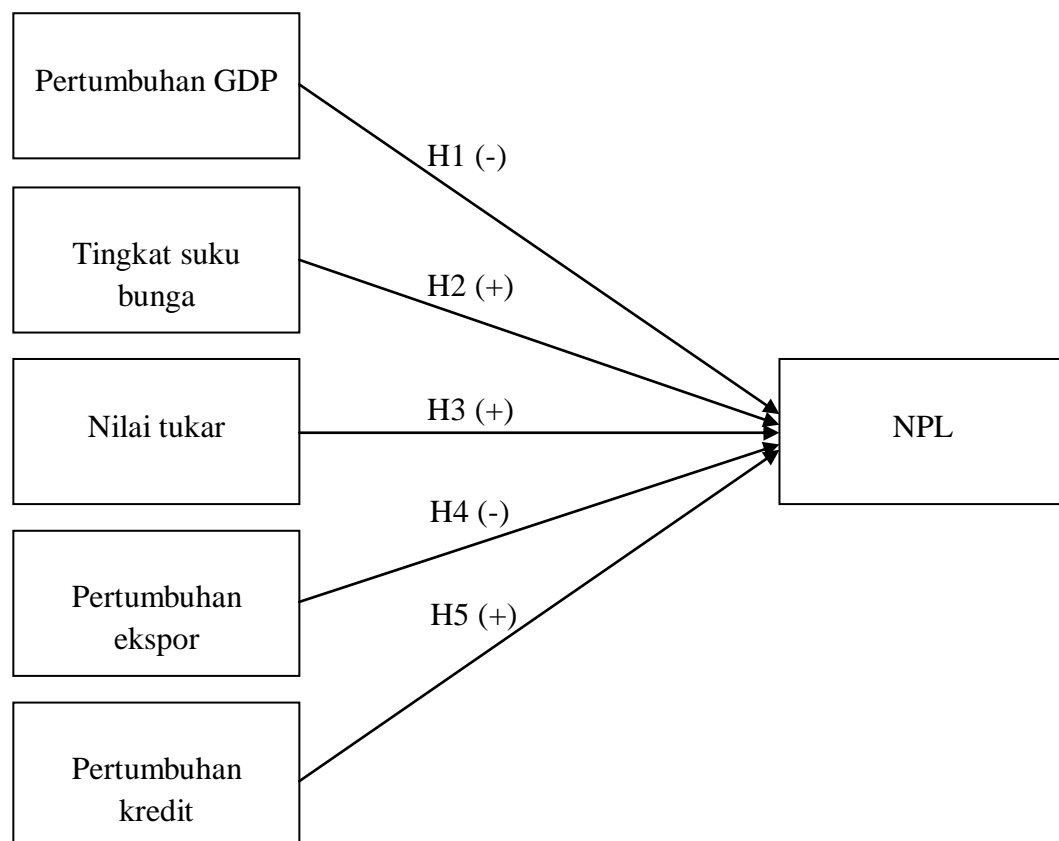 Pertumbuhan GDP
H1 (-)
Tingkat suku
bunga
H2 (+)
Nilai tukar
H3 (+)
NPL
H4 (-)
Pertumbuhan
ekspor
H5 (+)
Pertumbuhan
kredit